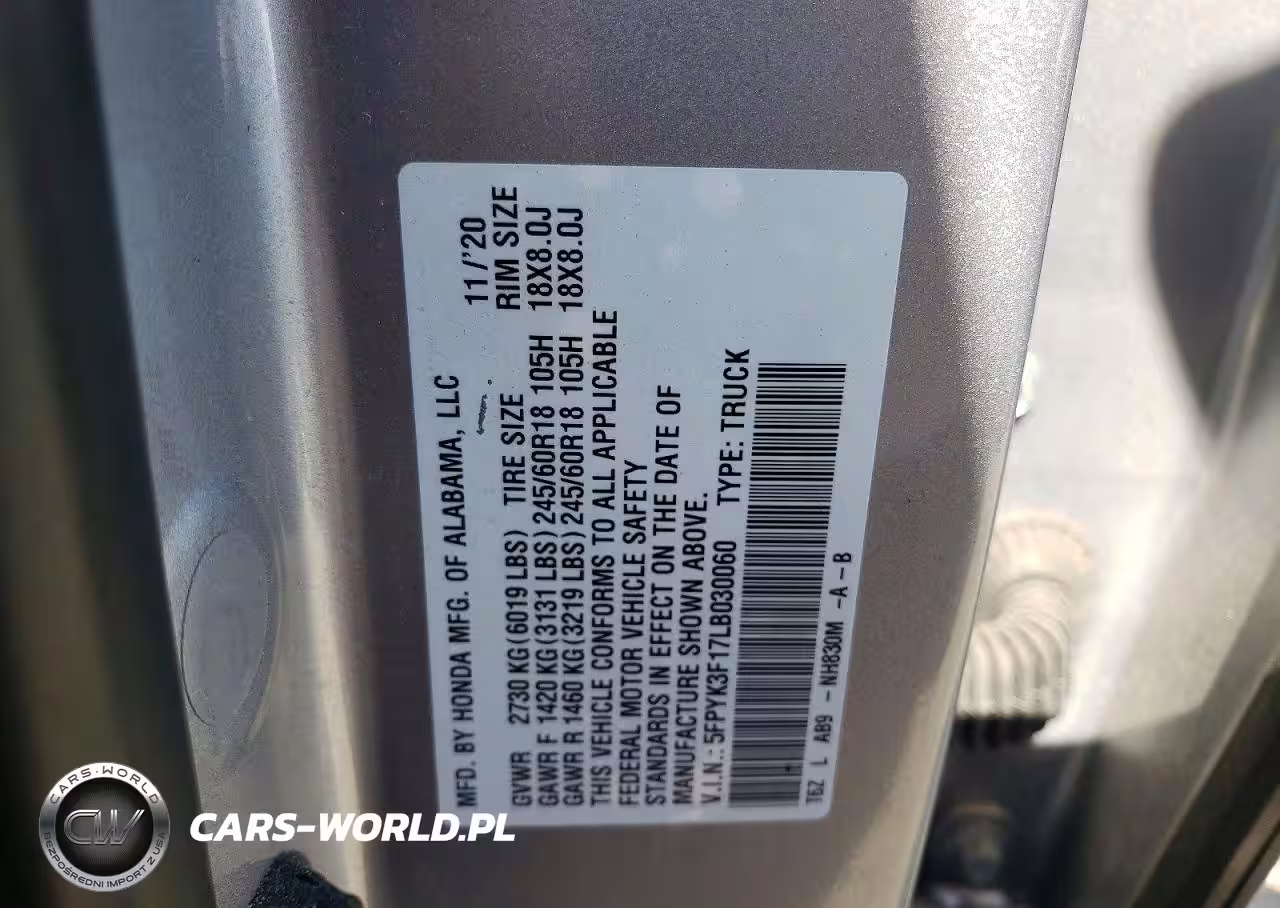 MFD. BY HONDA MFG. OF ALABAMA, LLC 11/'20
GVWR 2730 KG(6019 LBS) TIRE SIZE RIM SIZE
GAWR F 1420 KG(3131 LBS) 245/60R18 105H 18X8.0J
GAWR R 1460 KG(3219 LBS) 245/60R18 105H 18X8.0J
THIS VEHICLE CONFORMS TO ALL APPLICABLE
FEDERAL MOTOR VEHICLE SAFETY
STANDARDS IN EFFECT ON THE DATE OF
MANUFACTURE SHOWN ABOVE.
V.I.N.: 5FPYK3F17LB030060 TYPE: TRUCK
T6Z L AB9 -NH830M -A-B
CARS-WORLD
CW
BEZPOŚREDNI IMPORT Z USA
CARS-WORLD.PL